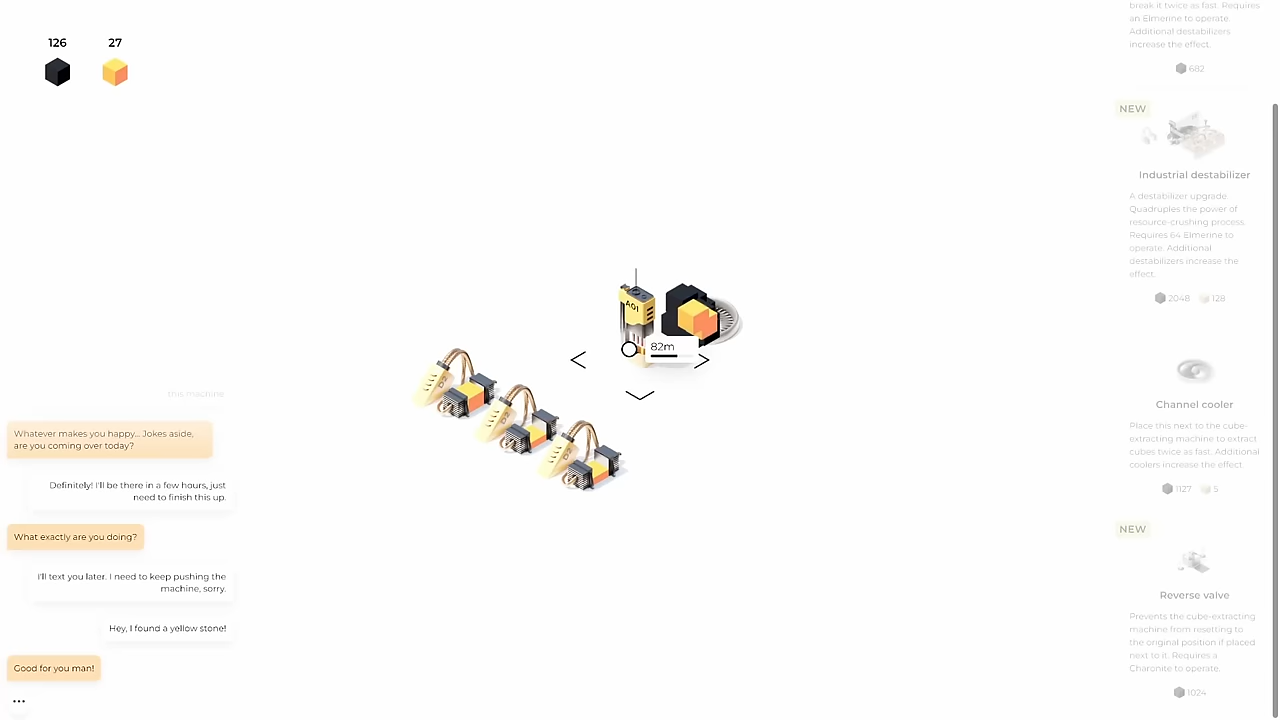 126
27
break it twice as fast. Requires
an Elmerine to operate.
Additional destabilizers
increase the effect.
682
NEW
Industrial destabilizer
A destabilizer upgrade.
Quadruples the power of
resource-crushing process.
Requires 64 Elmerine to
operate. Additional
destabilizers increase the
effect.
2048
128
A01
82m
Channel cooler
Place this next to the cube-
extracting machine to extract
cubes twice as fast. Additional
coolers increase the effect.
1127
5
NEW
Reverse valve
Prevents the cube-extracting
machine from resetting to
the original position if placed
next to it. Requires a
Charonite to operate.
1024
this machine
Whatever makes you happy... Jokes aside,
are you coming over today?
Definitely! I'll be there in a few hours, just
need to finish this up.
What exactly are you doing?
I'll text you later. I need to keep pushing the
machine, sorry.
Hey, I found a yellow stone!
Good for you man!
...